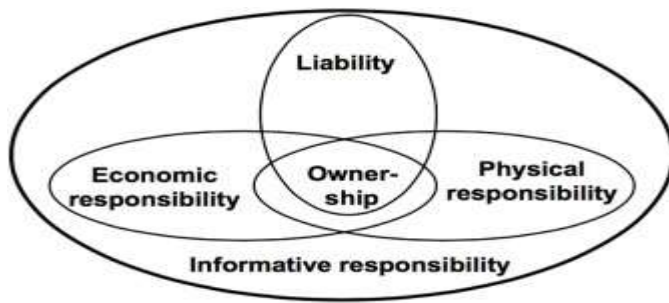 Liability
Economic
responsibility
Owner-
ship
Physical
responsibility
Informative responsibility